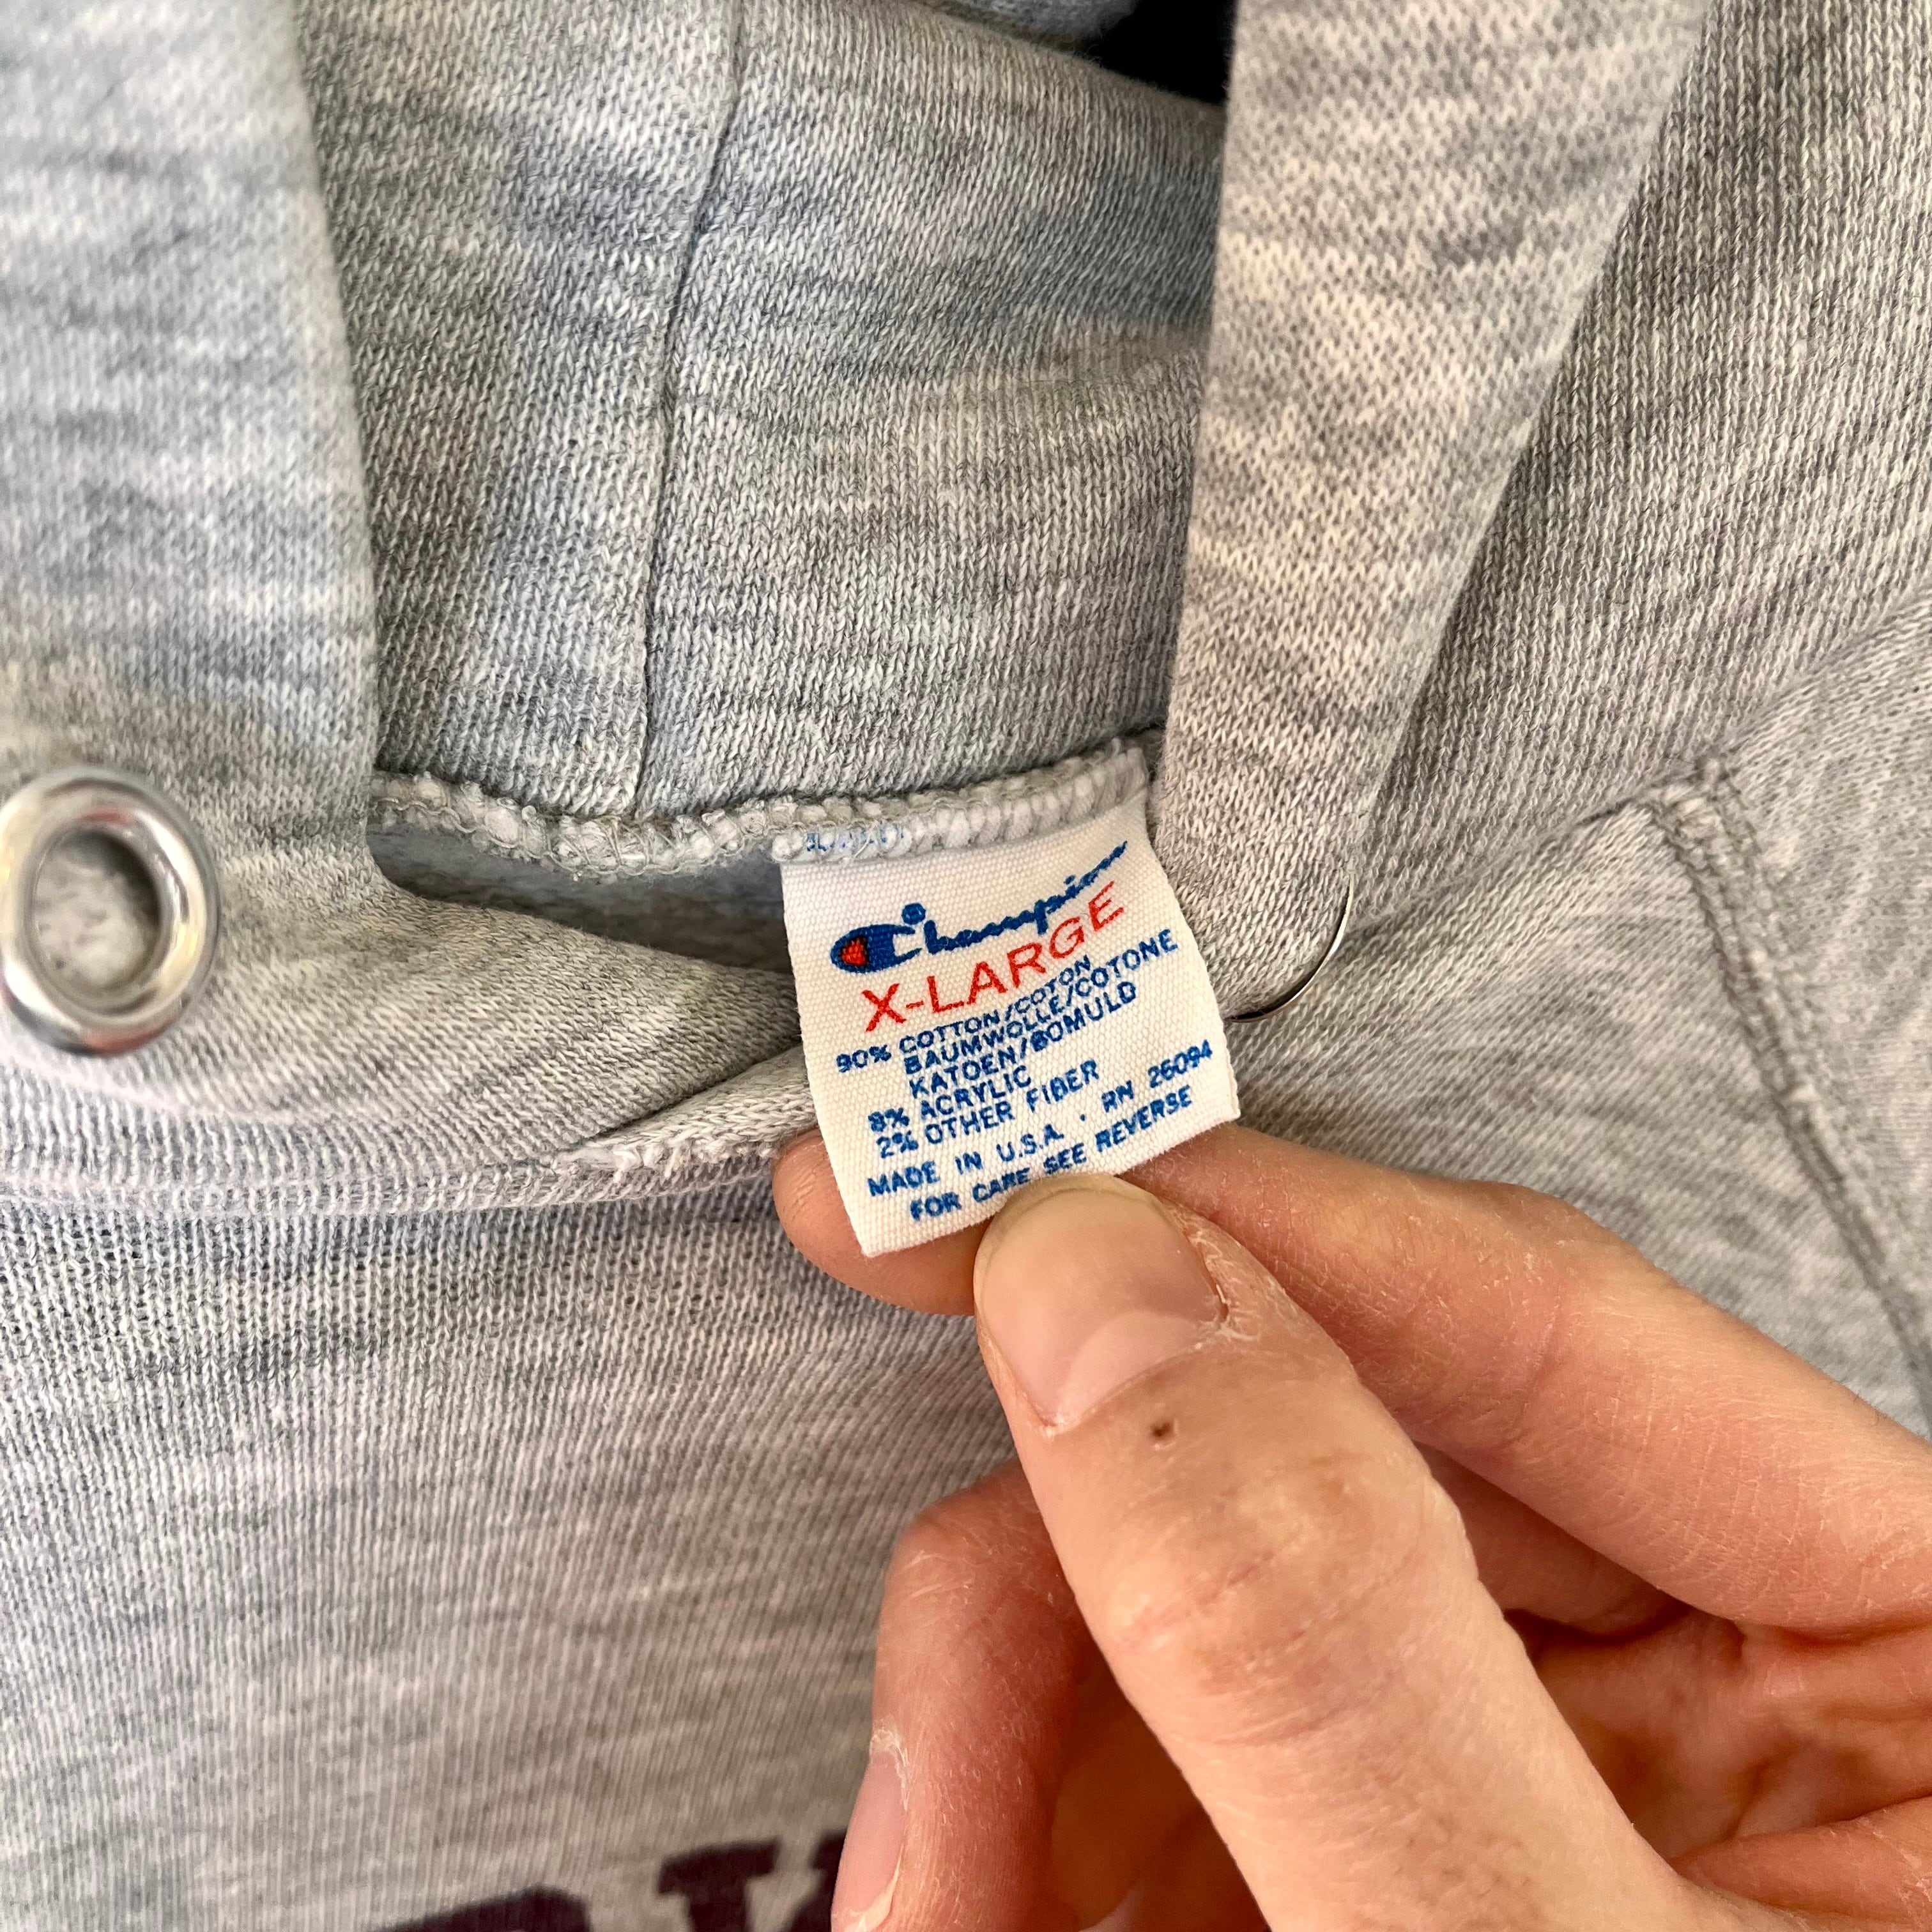 Champion
X-LARGE
90% COTTON/COTON
BAUMWOLLE/COTONE
KATOEN/BOMULD
8% ACRYLIC
2% OTHER FIBER
MADE IN U.S.A. · RN 26094
FOR CARE SEE REVERSE